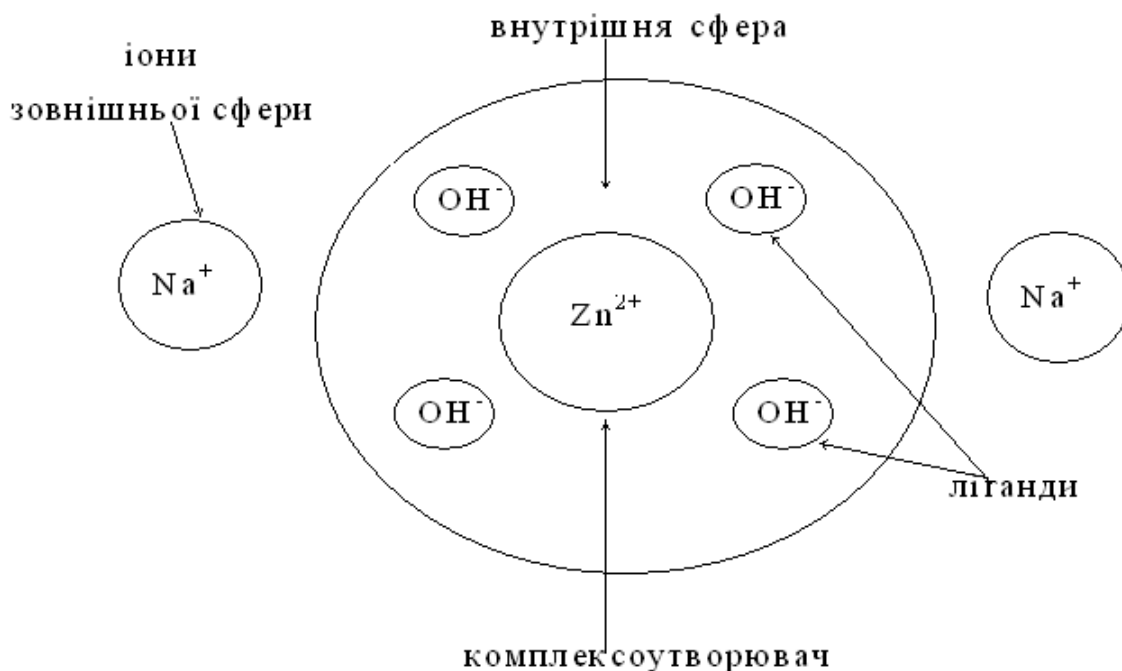 внутрішня сфера
іони
зовнішньої сфери
OH⁻
OH⁻
Na⁺
Zn²⁺
Na⁺
OH⁻
OH⁻
ліганди
комплексоутворювач